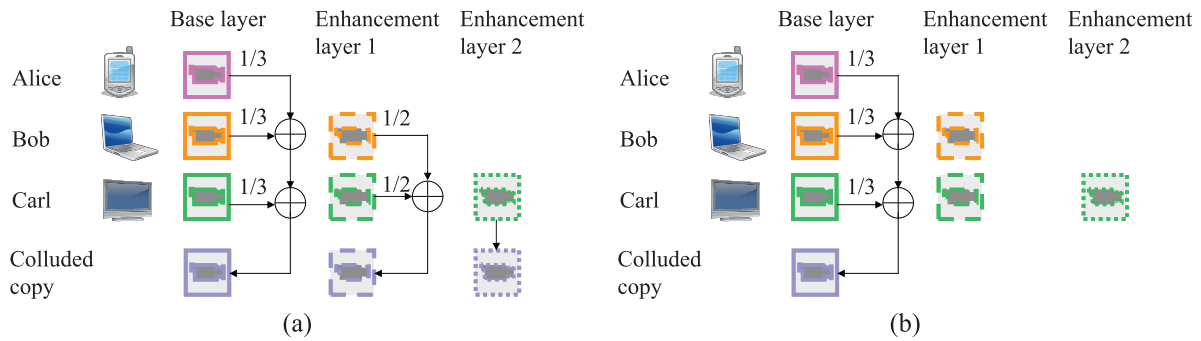 Base layer
Enhancement
layer 1
Enhancement
layer 2
Alice
1/3
Bob
1/3
1/2
Carl
1/3
1/2
Colluded
copy
(a)
Base layer
Enhancement
layer 1
Enhancement
layer 2
Alice
1/3
Bob
1/3
Carl
1/3
Colluded
copy
(b)